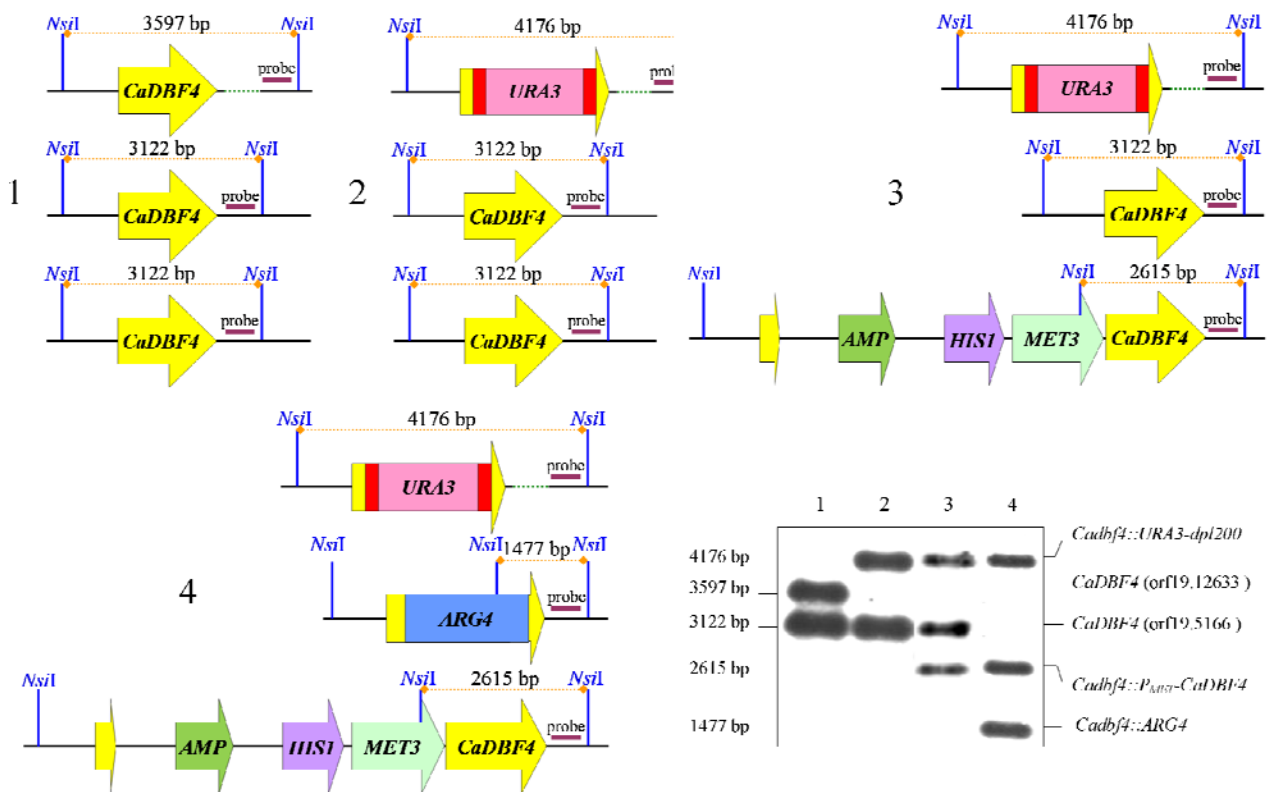 NsiI 3597 bp NsiI
probe
CaDBF4
NsiI 3122 bp NsiI
probe
CaDBF4
1
NsiI 3122 bp NsiI
probe
CaDBF4
NsiI 4176 bp
URA3
NsiI 3122 bp NsiI
probe
CaDBF4
2
NsiI 3122 bp NsiI
probe
CaDBF4
NsiI 4176 bp NsiI
probe
URA3
NsiI 3122 bp NsiI
probe
CaDBF4
3
NsiI NsiI 2615 bp NsiI
probe
AMP HIS1 MET3 CaDBF4
NsiI 4176 bp NsiI
probe
URA3
NsiI NsiI 1477 bp NsiI
probe
ARG4
4
NsiI NsiI 2615 bp NsiI
probe
AMP HIS1 MET3 CaDBF4
1 2 3 4
4176 bp
3597 bp
3122 bp
2615 bp
1477 bp
Cadbf4::URA3-dpl200
CaDBF4 (orf19.12633 )
CaDBF4 (orf19.5166 )
Cadbf4::PMET-CaDBF4
Cadbf4::ARG4